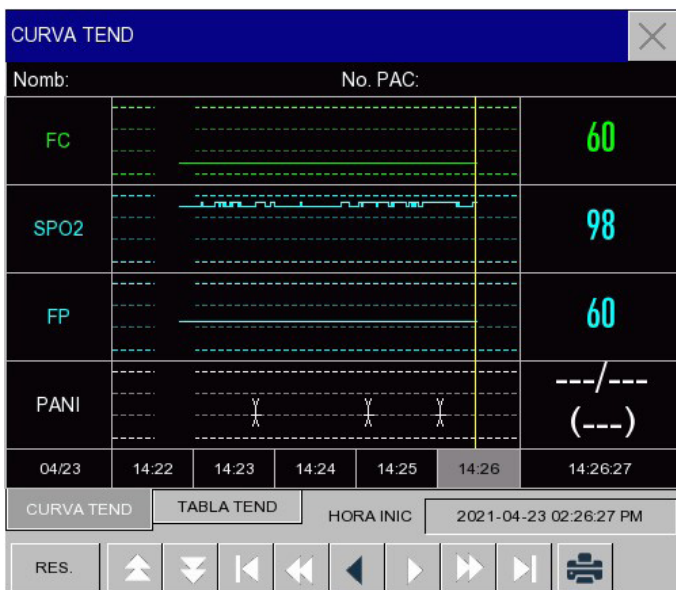 CURVA TEND
Nomb: No. PAC:
FC 60
SPO2 98
FP 60
PANI ---/---
(---)
04/23 14:22 14:23 14:24 14:25 14:26 14:26:27
CURVA TEND TABLA TEND HORA INIC 2021-04-23 02:26:27 PM
RES.